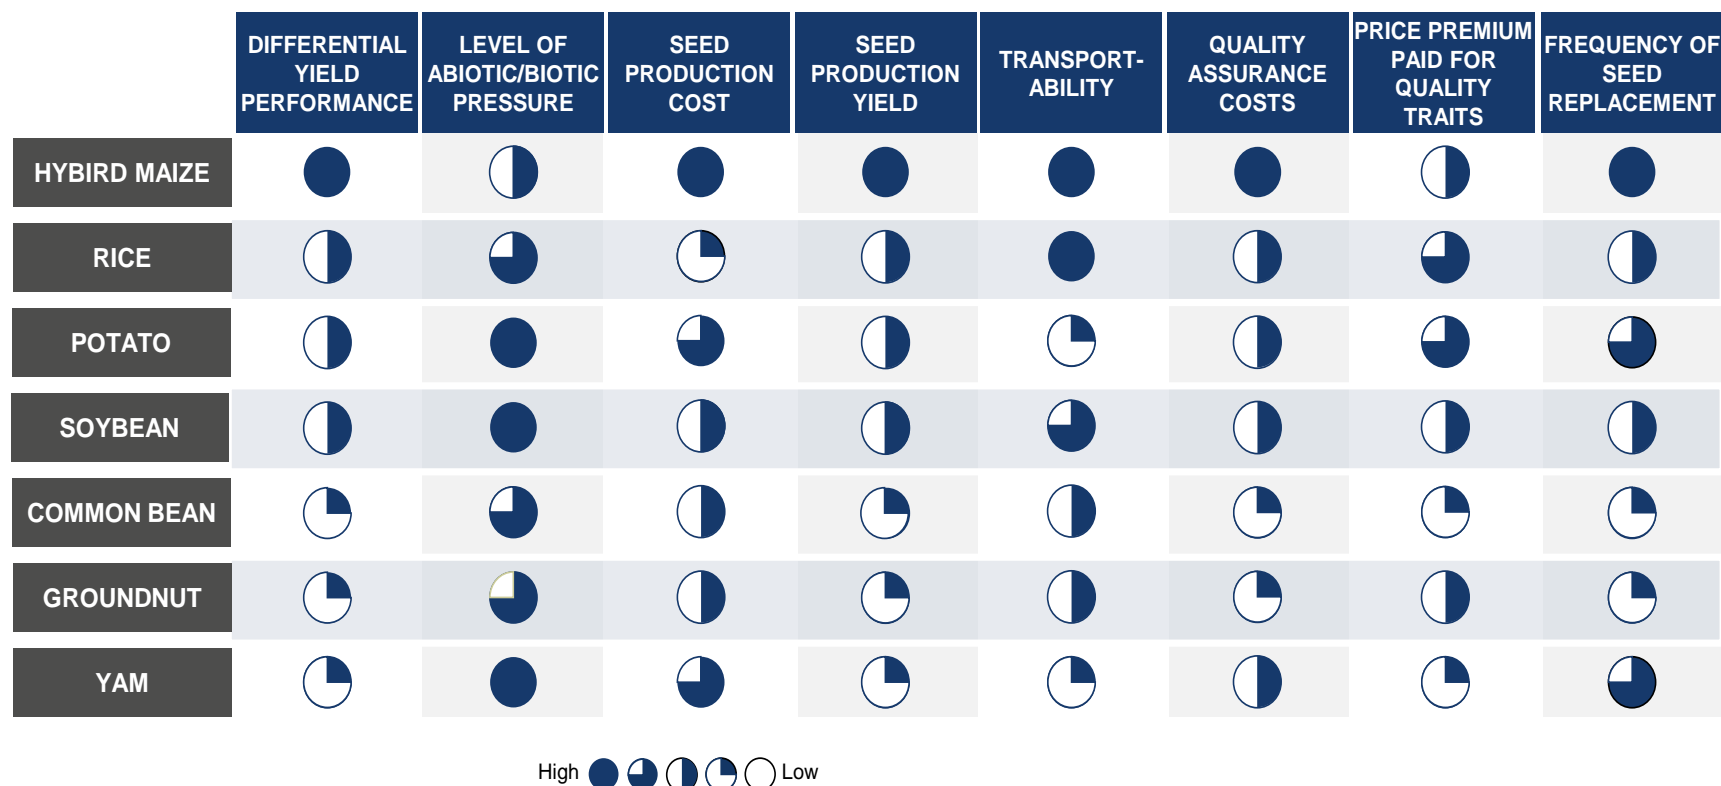 DIFFERENTIAL
YIELD
PERFORMANCE
LEVEL OF
ABIOTIC/BIOTIC
PRESSURE
SEED
PRODUCTION
COST
SEED
PRODUCTION
YIELD
TRANSPORT-
ABILITY
QUALITY
ASSURANCE
COSTS
PRICE PREMIUM
PAID FOR
QUALITY
TRAITS
FREQUENCY OF
SEED
REPLACEMENT
HYBIRD MAIZE
RICE
POTATO
SOYBEAN
COMMON BEAN
GROUNDNUT
YAM
High
Low